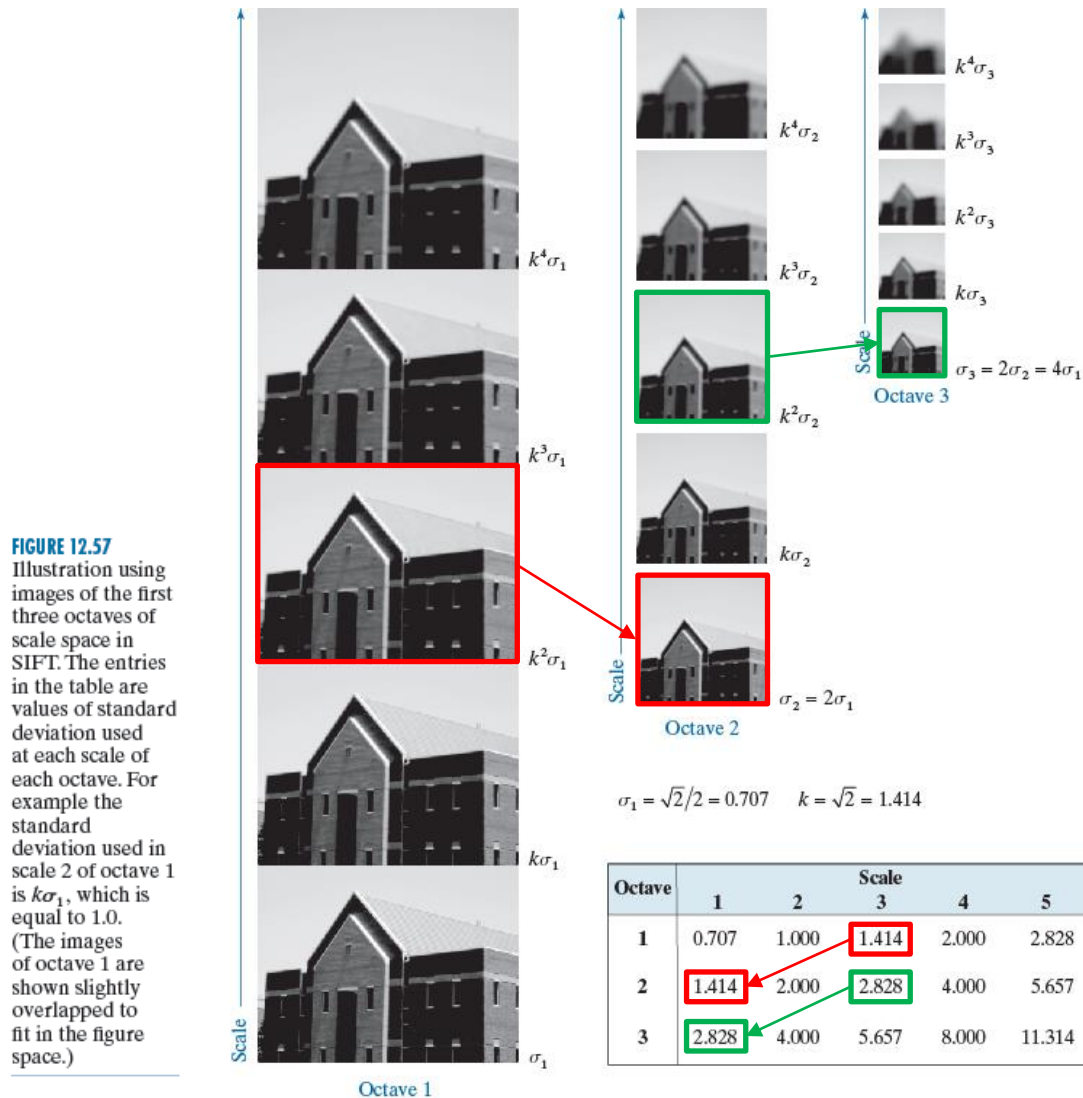 FIGURE 12.57
Illustration using
images of the first
three octaves of
scale space in
SIFT. The entries
in the table are
values of standard
deviation used
at each scale of
each octave. For
example the
standard
deviation used in
scale 2 of octave 1
is kσ₁, which is
equal to 1.0.
(The images
of octave 1 are
shown slightly
overlapped to
fit in the figure
space.)
Scale
k⁴σ₁
k³σ₁
k²σ₁
kσ₁
σ₁
Octave 1
Scale
k⁴σ₂
k³σ₂
k²σ₂
kσ₂
σ₂ = 2σ₁
Octave 2
Scale
k⁴σ₃
k³σ₃
k²σ₃
kσ₃
σ₃ = 2σ₂ = 4σ₁
Octave 3
σ₁ = √2/2 = 0.707 k = √2 = 1.414
Octave Scale
1 2 3 4 5
1 0.707 1.000 1.414 2.000 2.828
2 1.414 2.000 2.828 4.000 5.657
3 2.828 4.000 5.657 8.000 11.314